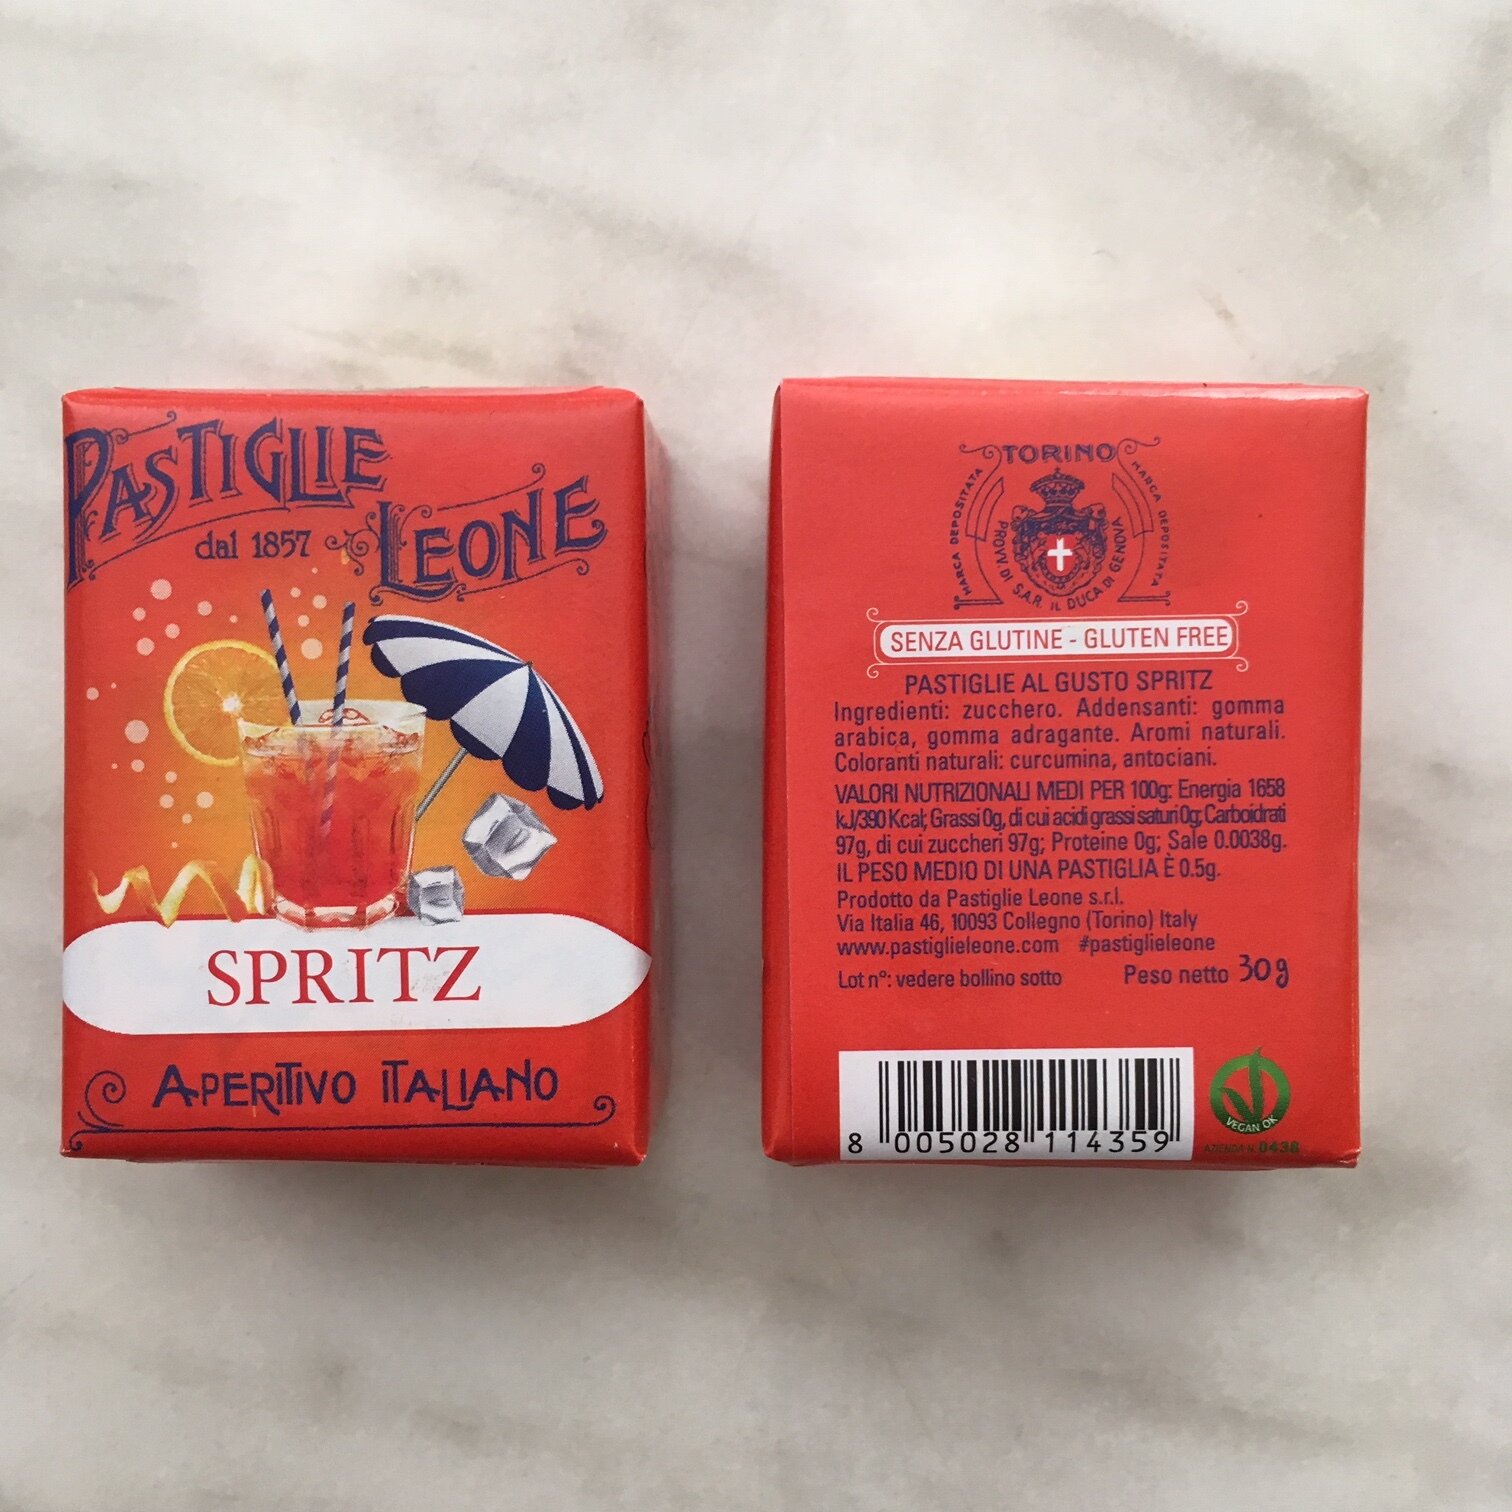 PASTIGLIE
dal 1857
LEONE
SPRITZ
APERITIVO ITALIANO
TORINO
MARCA DEPOSITATA
MARCA DEPOSITATA
PROVV. DI S.A.R. IL DUCA DI GENOVA
SENZA GLUTINE - GLUTEN FREE
PASTIGLIE AL GUSTO SPRITZ
Ingredienti: zucchero. Addensanti: gomma
arabica, gomma adragante. Aromi naturali.
Coloranti naturali: curcumina, antociani.
VALORI NUTRIZIONALI MEDI PER 100g: Energia 1658
kJ/390 Kcal; Grassi 0g, di cui acidi grassi saturi 0g; Carboidrati
97g, di cui zuccheri 97g; Proteine 0g; Sale 0.0038g.
IL PESO MEDIO DI UNA PASTIGLIA È 0.5g.
Prodotto da Pastiglie Leone s.r.l.
Via Italia 46, 10093 Collegno (Torino) Italy
www.pastiglieleone.com #pastiglieleone
Lot n°: vedere bollino sotto Peso netto 30g
8 005028 114359
VEGAN OK
AZIENDA N. 0438